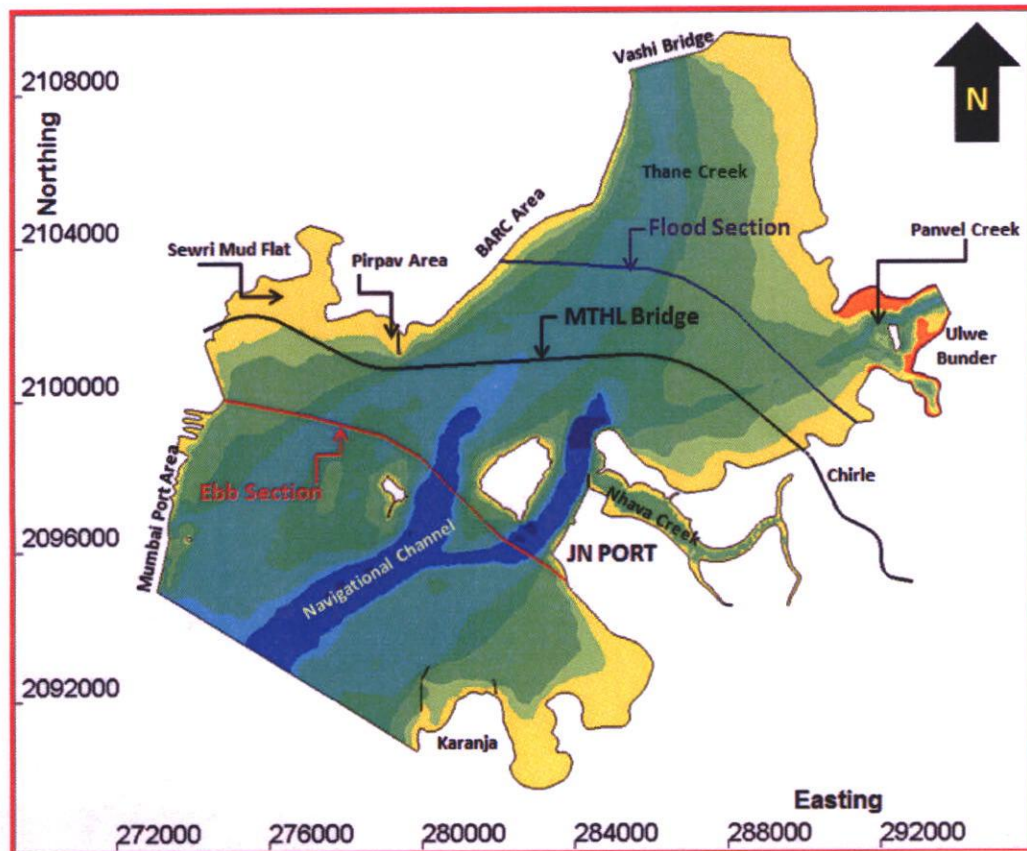 Vashi Bridge
N
2108000
Northing
Thane Creek
BARC Area
Flood Section
Panvel Creek
2104000
Sewri Mud Flat
Pirpav Area
MTHL Bridge
Ulwe
Bunder
2100000
Mumbai Port Area
Ebb Section
Chirle
Nhava Creek
2096000
JN PORT
Navigational Channel
2092000
Karanja
Easting
272000
276000
280000
284000
288000
292000